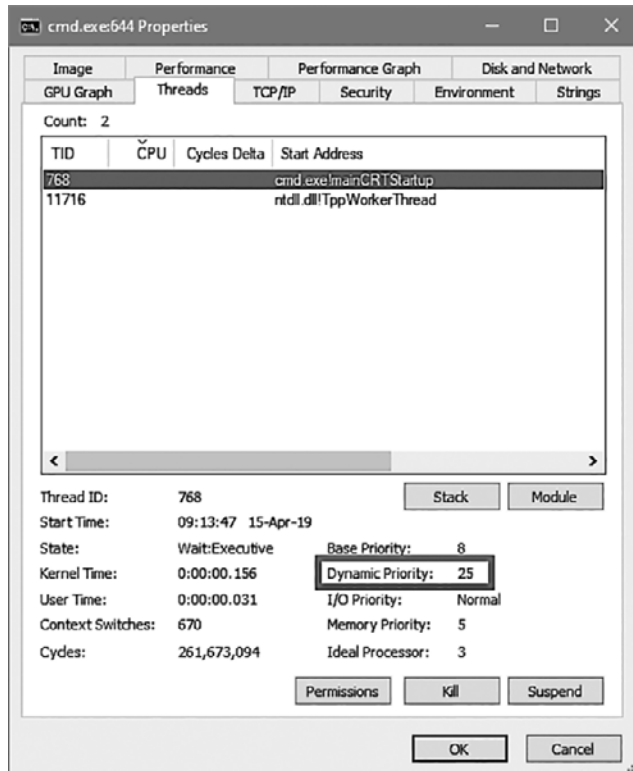 cmd.exe:644 Properties
Image Performance Performance Graph Disk and Network
GPU Graph Threads TCP/IP Security Environment Strings
Count: 2
TID CPU Cycles Delta Start Address
768 cmd.exe!mainCRTStartup
11716 ntdll.dll!TppWorkerThread
Stack Module
Thread ID: 768
Start Time: 09:13:47 15-Apr-19
State: Wait:Executive Base Priority: 8
Kernel Time: 0:00:00.156 Dynamic Priority: 25
User Time: 0:00:00.031 I/O Priority: Normal
Context Switches: 670 Memory Priority: 5
Cycles: 261,673,094 Ideal Processor: 3
Permissions Kill Suspend
OK Cancel